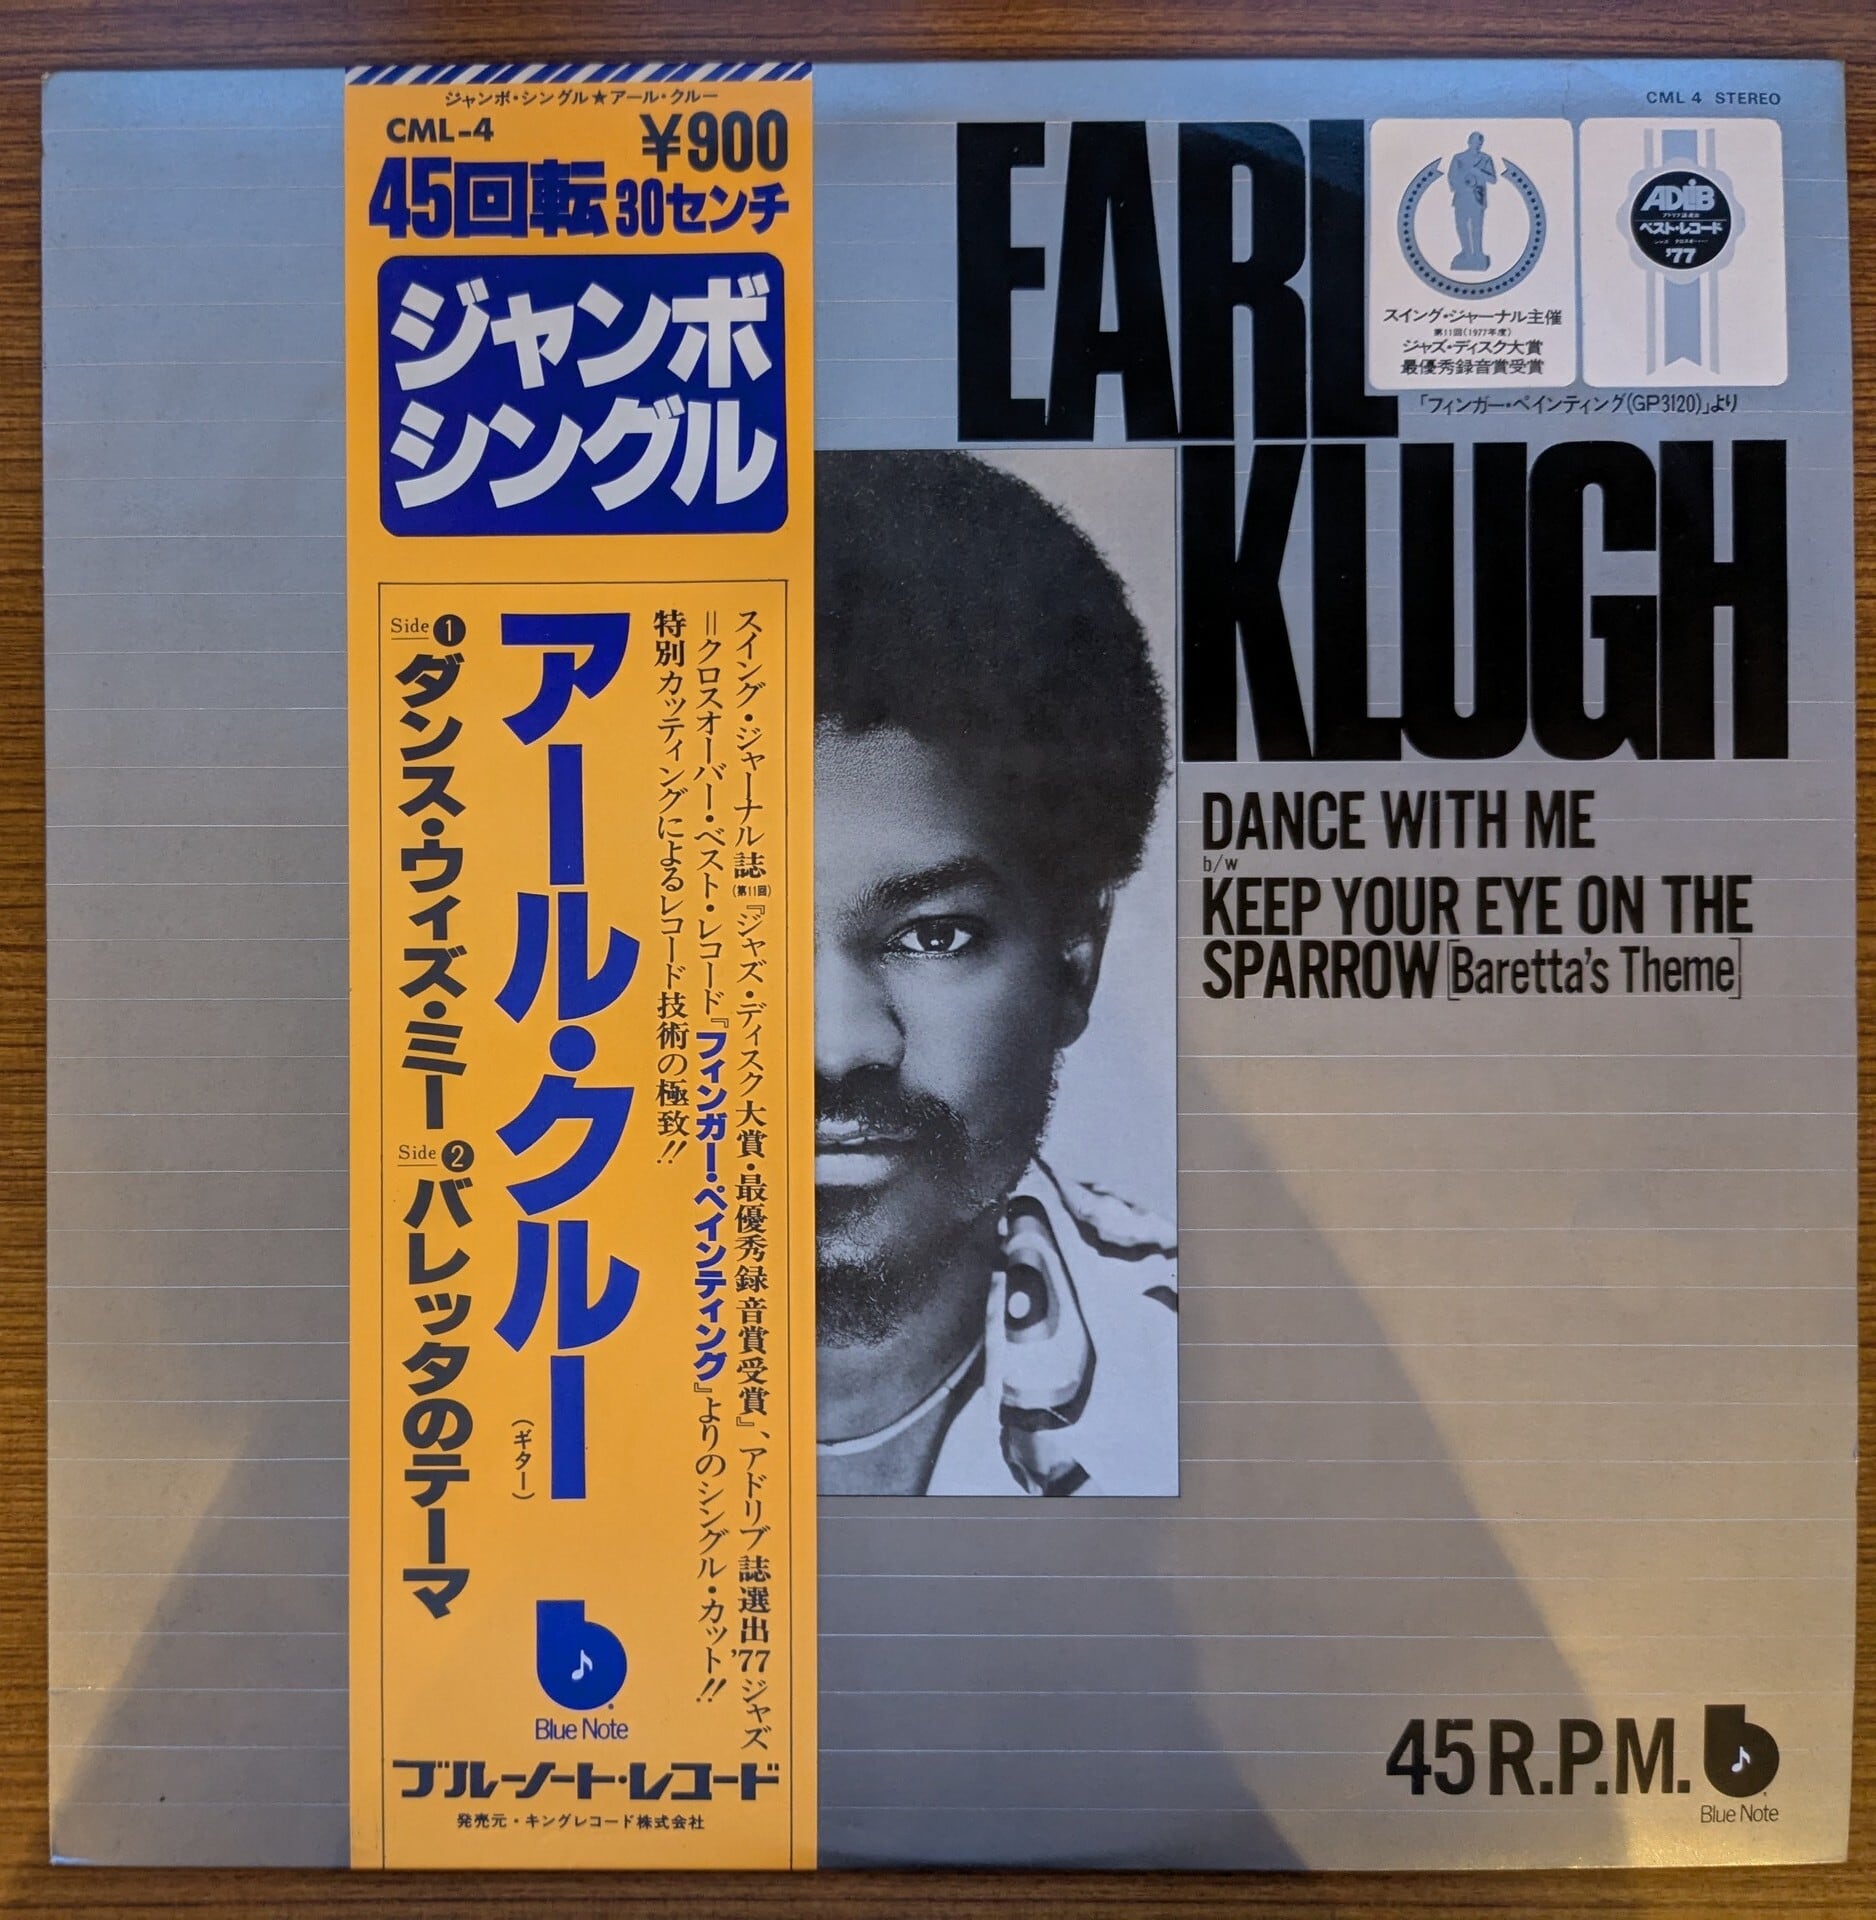 ジャンボ・シングル★アール・クルー
CML-4
¥900
45回転 30センチ
ジャンボ
シングル
スイング・ジャーナル誌(第11回)『ジャズ・ディスク大賞・最優秀録音賞受賞』、アドリブ誌選出'77ジャズ
=クロスオーバー・ベスト・レコード『フィンガー・ペインティング』よりのシングル・カット!!
特別カッティングによるレコード技術の極致!!
アール・クルー
(ギター)
Side 1
ダンス・ウィズ・ミー
Side 2
バレッタのテーマ
Blue Note
ブルーノート・レコード
発売元・キングレコード株式会社
CML 4 STEREO
EARL
KLUGH
スイング・ジャーナル主催
第11回(1977年度)
ジャズ・ディスク大賞
最優秀録音賞受賞
ADLiB
ベスト・レコード
'77
「フィンガー・ペインティング(GP3120)」より
DANCE WITH ME
b/w
KEEP YOUR EYE ON THE
SPARROW [Baretta's Theme]
45 R.P.M.
Blue Note